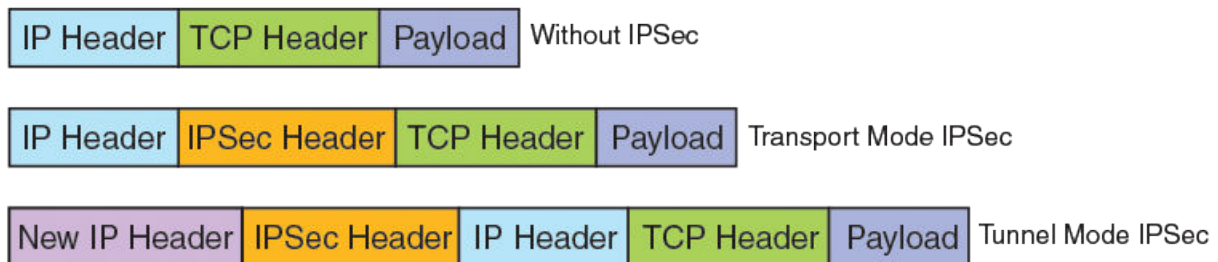 IP Header TCP Header Payload Without IPSec
IP Header IPSec Header TCP Header Payload Transport Mode IPSec
New IP Header IPSec Header IP Header TCP Header Payload Tunnel Mode IPSec